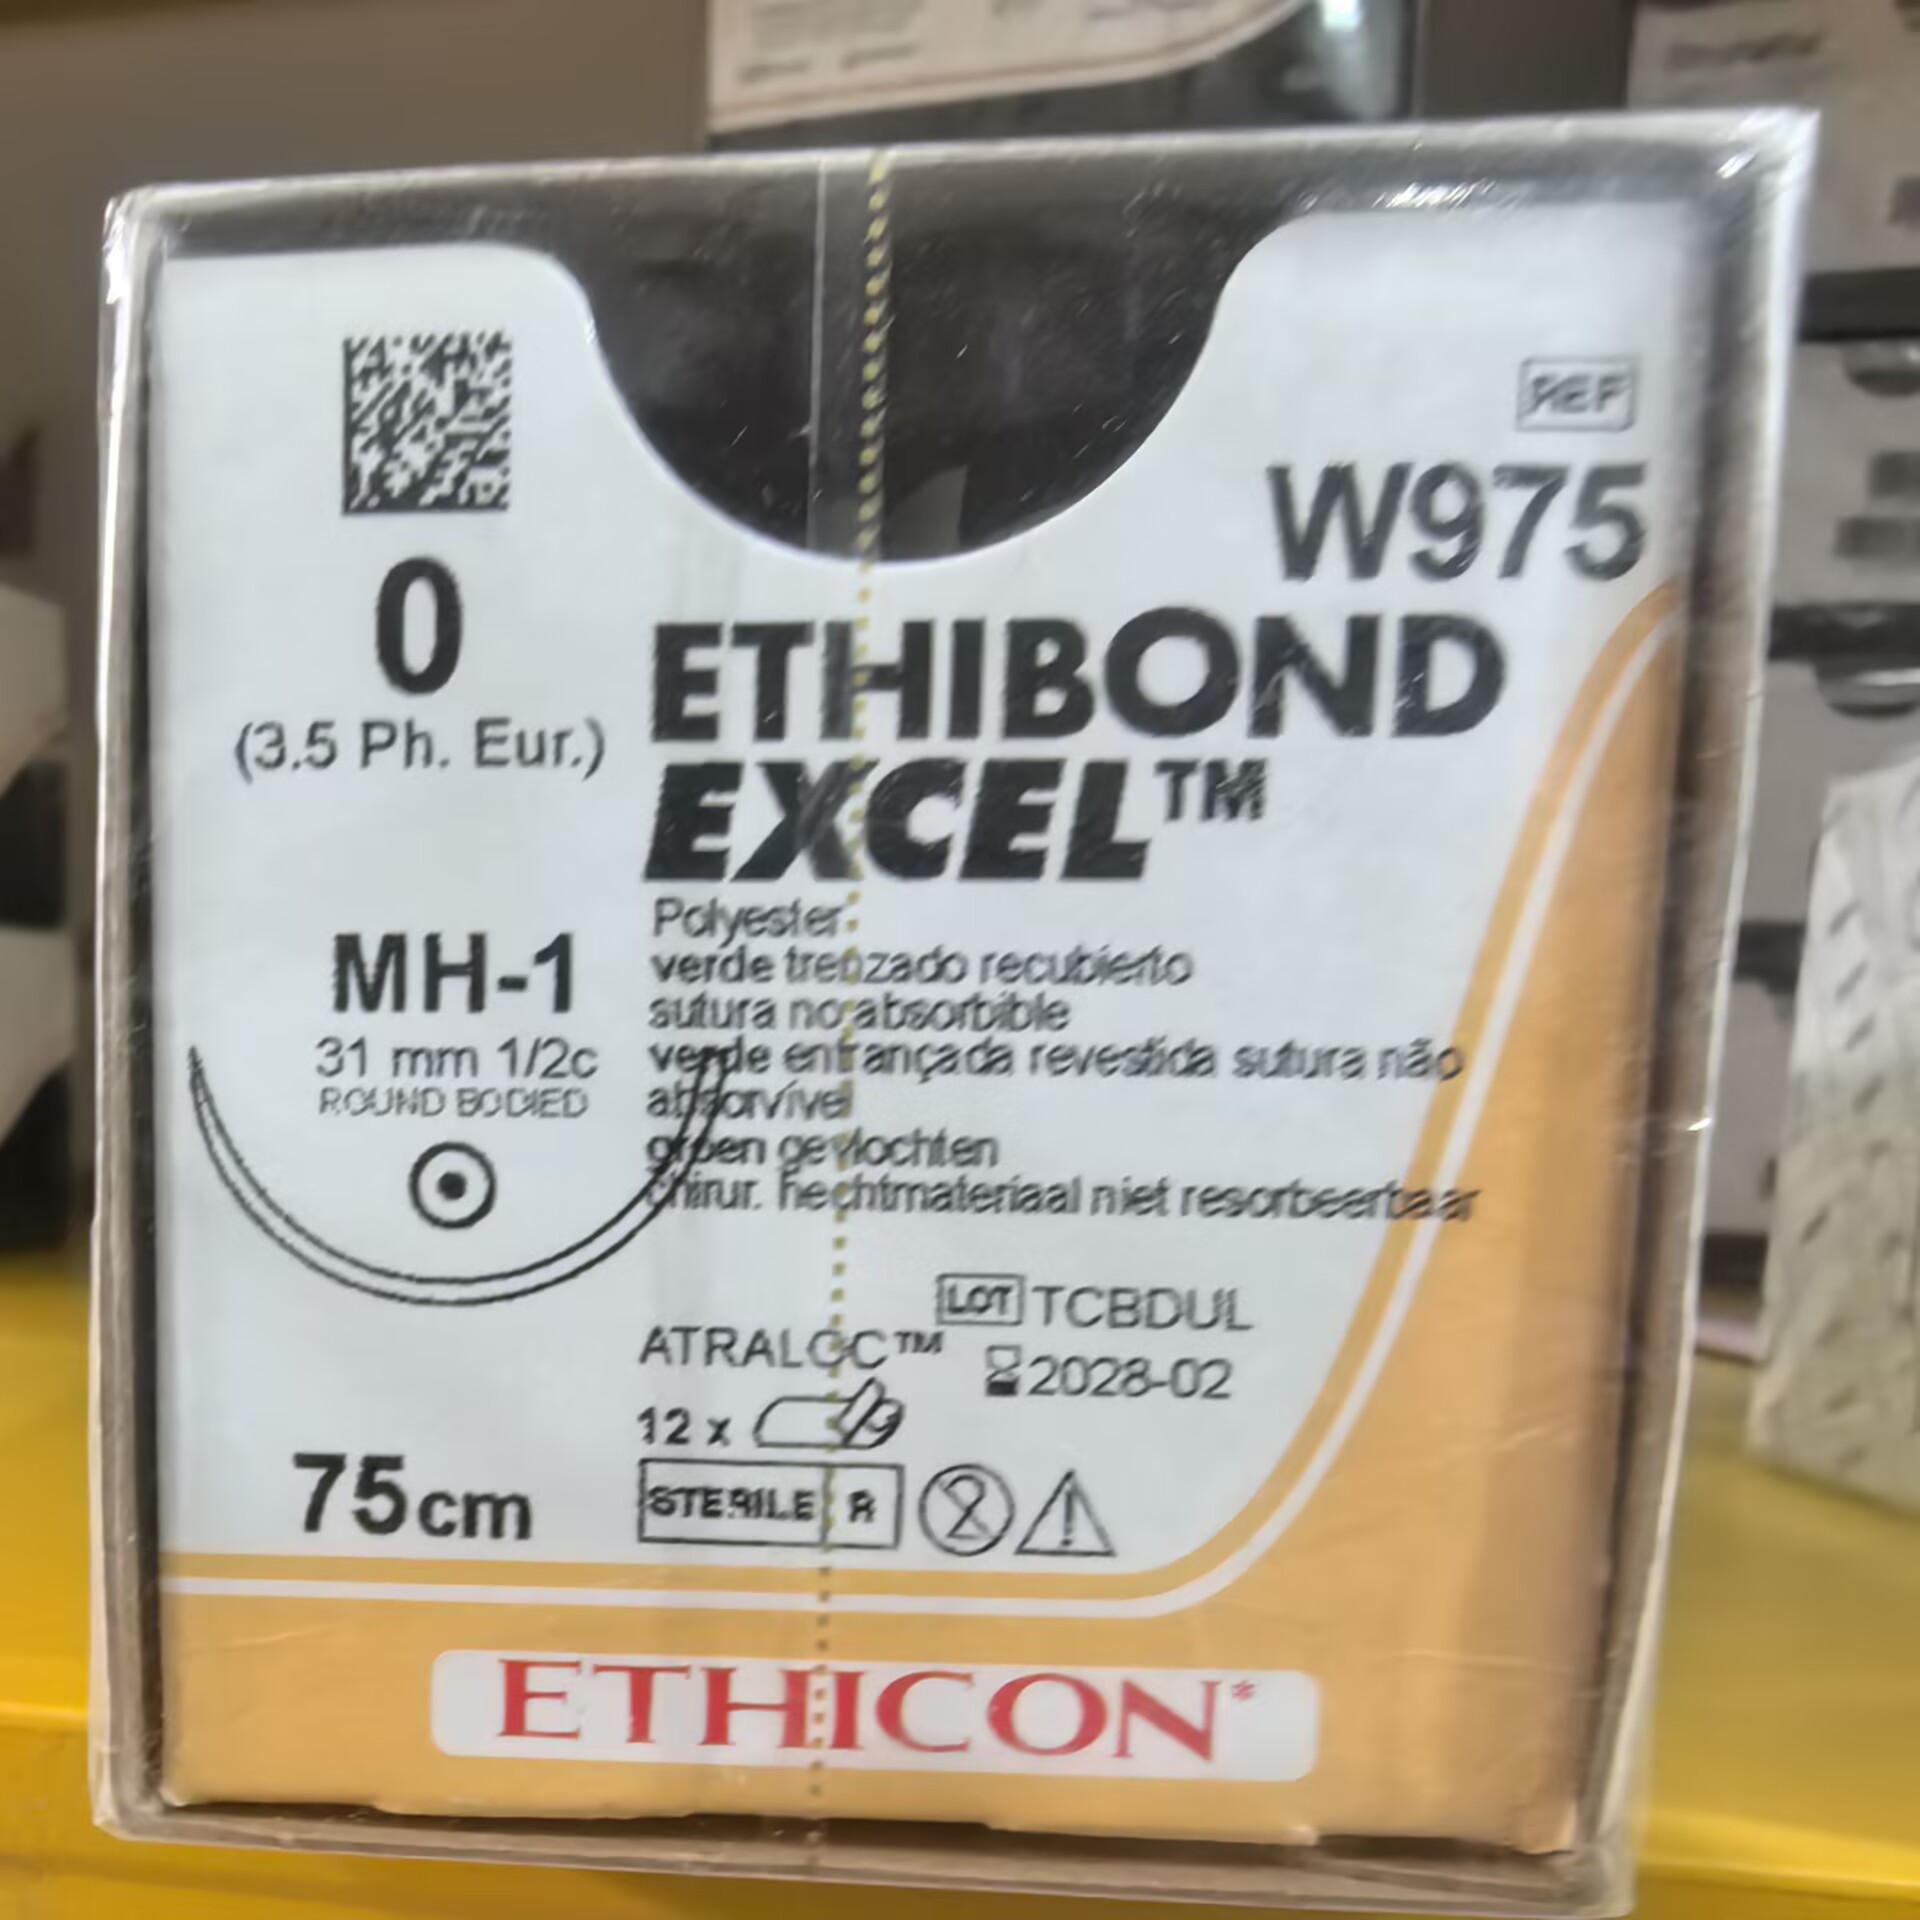 REF
W975
0
(3.5 Ph. Eur.)
ETHIBOND
EXCEL™
Polyester
verde trenzado recubierto
sutura no absorbible
verde entrançada revestida sutura não
absorvível
groen gevlochten
chirur. hechtmateriaal niet resorbeerbaar
MH-1
31 mm 1/2c
ROUND BODIED
LOT TCBDUL
ATRALOC™
2028-02
12 x
75cm
STERILE R
2
ETHICON*